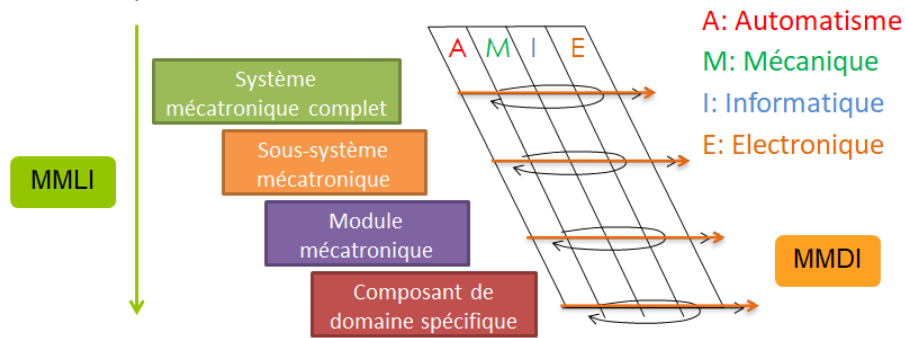 A M I E
A: Automatisme
M: Mécanique
I: Informatique
E: Electronique
Système
mécatronique complet
Sous-système
mécatronique
MMLI
Module
mécatronique
MMDI
Composant de
domaine spécifique